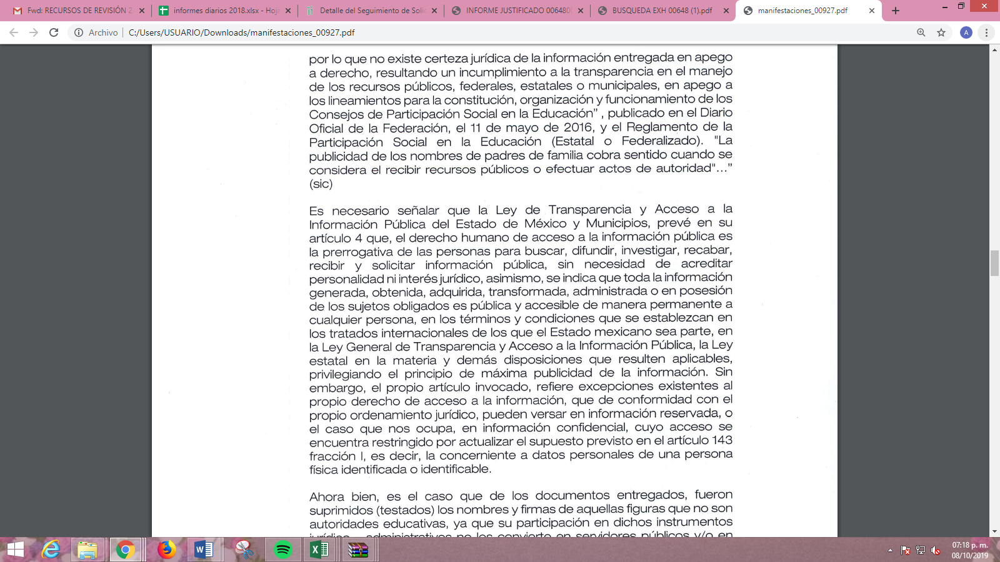 Fwd: RECURSOS DE REVISIÓN 2
informes diarios 2018.xlsx - Hoja
Detalle del Seguimiento de Solic
INFORME JUSTIFICADO 0064800
BUSQUEDA EXH 00648 (1).pdf
manifestaciones_00927.pdf
Archivo
C:/Users/USUARIO/Downloads/manifestaciones_00927.pdf
A
por lo que no existe certeza jurídica de la información entregada en apego
a derecho, resultando un incumplimiento a la transparencia en el manejo
de los recursos públicos, federales, estatales o municipales, en apego a
los lineamientos para la constitución, organización y funcionamiento de los
Consejos de Participación Social en la Educación” , publicado en el Diario
Oficial de la Federación, el 11 de mayo de 2016, y el Reglamento de la
Participación Social en la Educación (Estatal o Federalizado). "La
publicidad de los nombres de padres de familia cobra sentido cuando se
considera el recibir recursos públicos o efectuar actos de autoridad"...”
(sic)
Es necesario señalar que la Ley de Transparencia y Acceso a la
Información Pública del Estado de México y Municipios, prevé en su
artículo 4 que, el derecho humano de acceso a la información pública es
la prerrogativa de las personas para buscar, difundir, investigar, recabar,
recibir y solicitar información pública, sin necesidad de acreditar
personalidad ni interés jurídico, asimismo, se indica que toda la información
generada, obtenida, adquirida, transformada, administrada o en posesión
de los sujetos obligados es pública y accesible de manera permanente a
cualquier persona, en los términos y condiciones que se establezcan en
los tratados internacionales de los que el Estado mexicano sea parte, en
la Ley General de Transparencia y Acceso a la Información Pública, la Ley
estatal en la materia y demás disposiciones que resulten aplicables,
privilegiando el principio de máxima publicidad de la información. Sin
embargo, el propio artículo invocado, refiere excepciones existentes al
propio derecho de acceso a la información, que de conformidad con el
propio ordenamiento jurídico, pueden versar en información reservada, o
el caso que nos ocupa, en información confidencial, cuyo acceso se
encuentra restringido por actualizar el supuesto previsto en el artículo 143
fracción I, es decir, la concerniente a datos personales de una persona
física identificada o identificable.
Ahora bien, es el caso que de los documentos entregados, fueron
suprimidos (testados) los nombres y firmas de aquellas figuras que no son
autoridades educativas, ya que su participación en dichos instrumentos
jurídico - administrativos no los convierte en servidores públicos y/o en
07:18 p. m.
08/10/2019